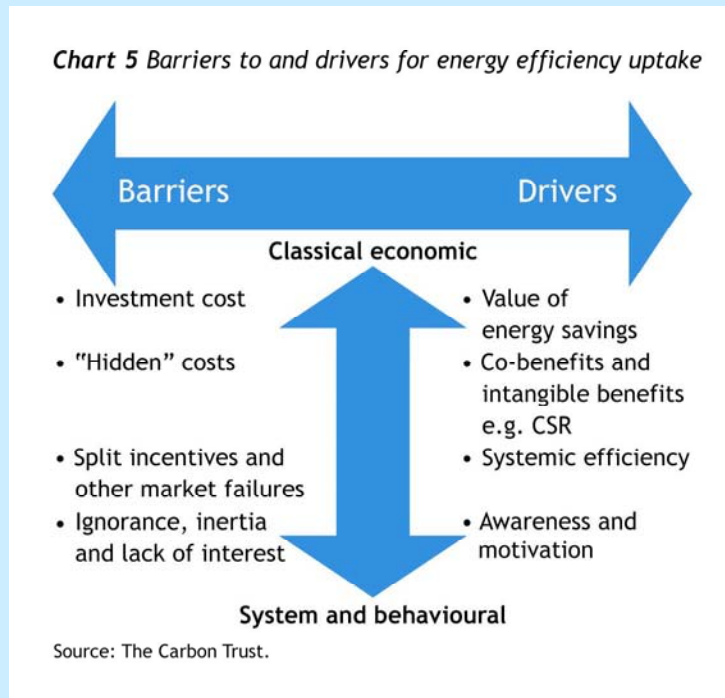 Chart 5 Barriers to and drivers for energy efficiency uptake
Barriers
Drivers
Classical economic
• Investment cost
• "Hidden" costs
• Split incentives and
other market failures
• Ignorance, inertia
and lack of interest
• Value of
energy savings
• Co-benefits and
intangible benefits
e.g. CSR
• Systemic efficiency
• Awareness and
motivation
System and behavioural
Source: The Carbon Trust.